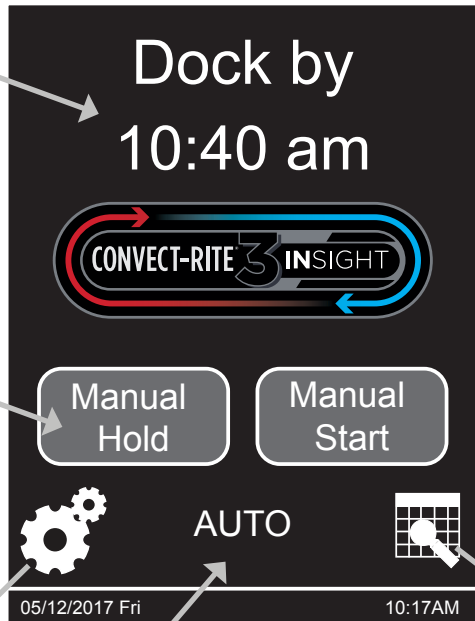 Dock by
10:40 am
CONVECT-RITE 3 INSIGHT
Manual
Hold
Manual
Start
AUTO
05/12/2017 Fri
10:17AM